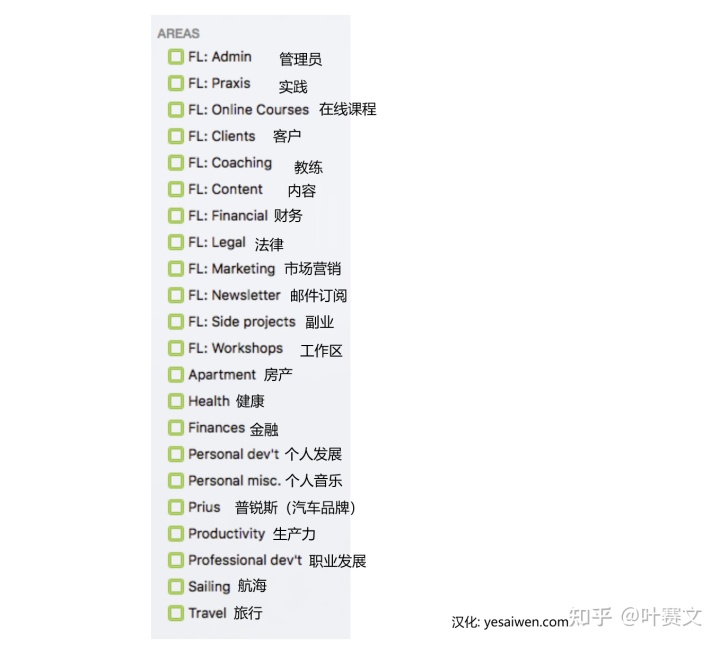 AREAS
FL: Admin 管理员
FL: Praxis 实践
FL: Online Courses 在线课程
FL: Clients 客户
FL: Coaching 教练
FL: Content 内容
FL: Financial 财务
FL: Legal 法律
FL: Marketing 市场营销
FL: Newsletter 邮件订阅
FL: Side projects 副业
FL: Workshops 工作区
Apartment 房产
Health 健康
Finances 金融
Personal dev't 个人发展
Personal misc. 个人音乐
Prius 普锐斯（汽车品牌）
Productivity 生产力
Professional dev't 职业发展
Sailing 航海
Travel 旅行
汉化: yesaiwen.com
知乎 @叶赛文